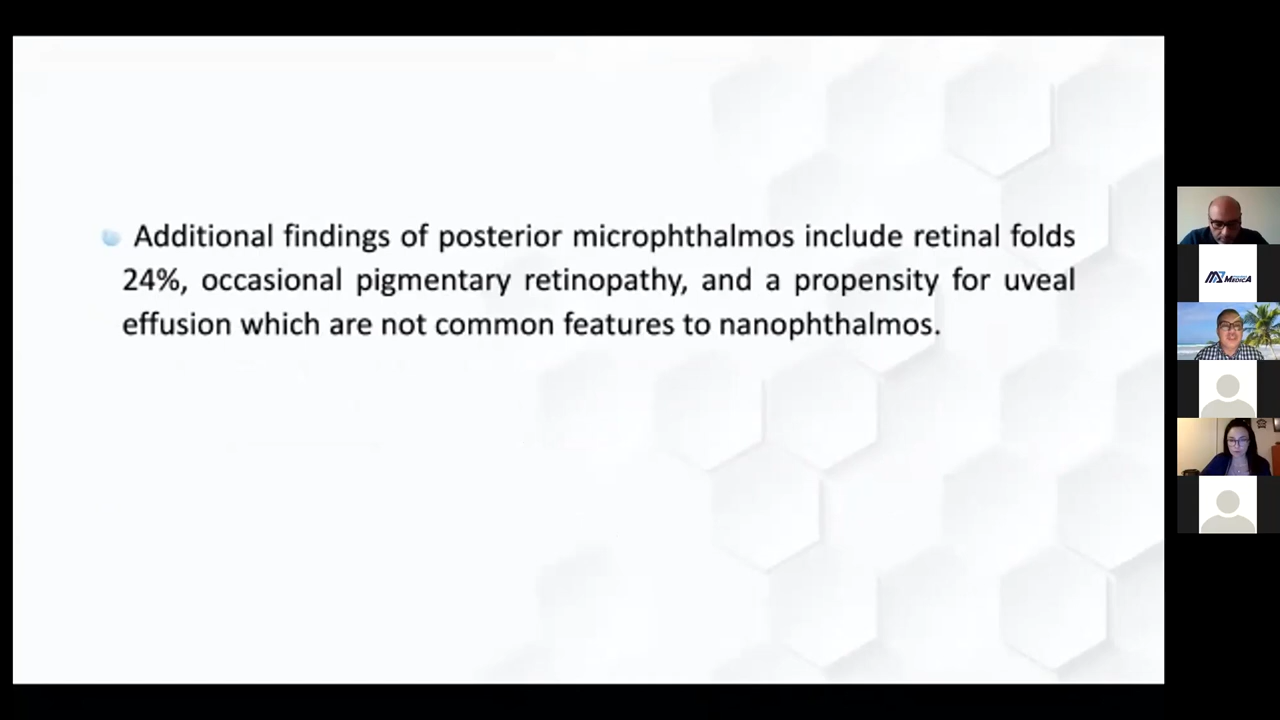 Additional findings of posterior microphthalmos include retinal folds
24%, occasional pigmentary retinopathy, and a propensity for uveal
effusion which are not common features to nanophthalmos.
MEDICA